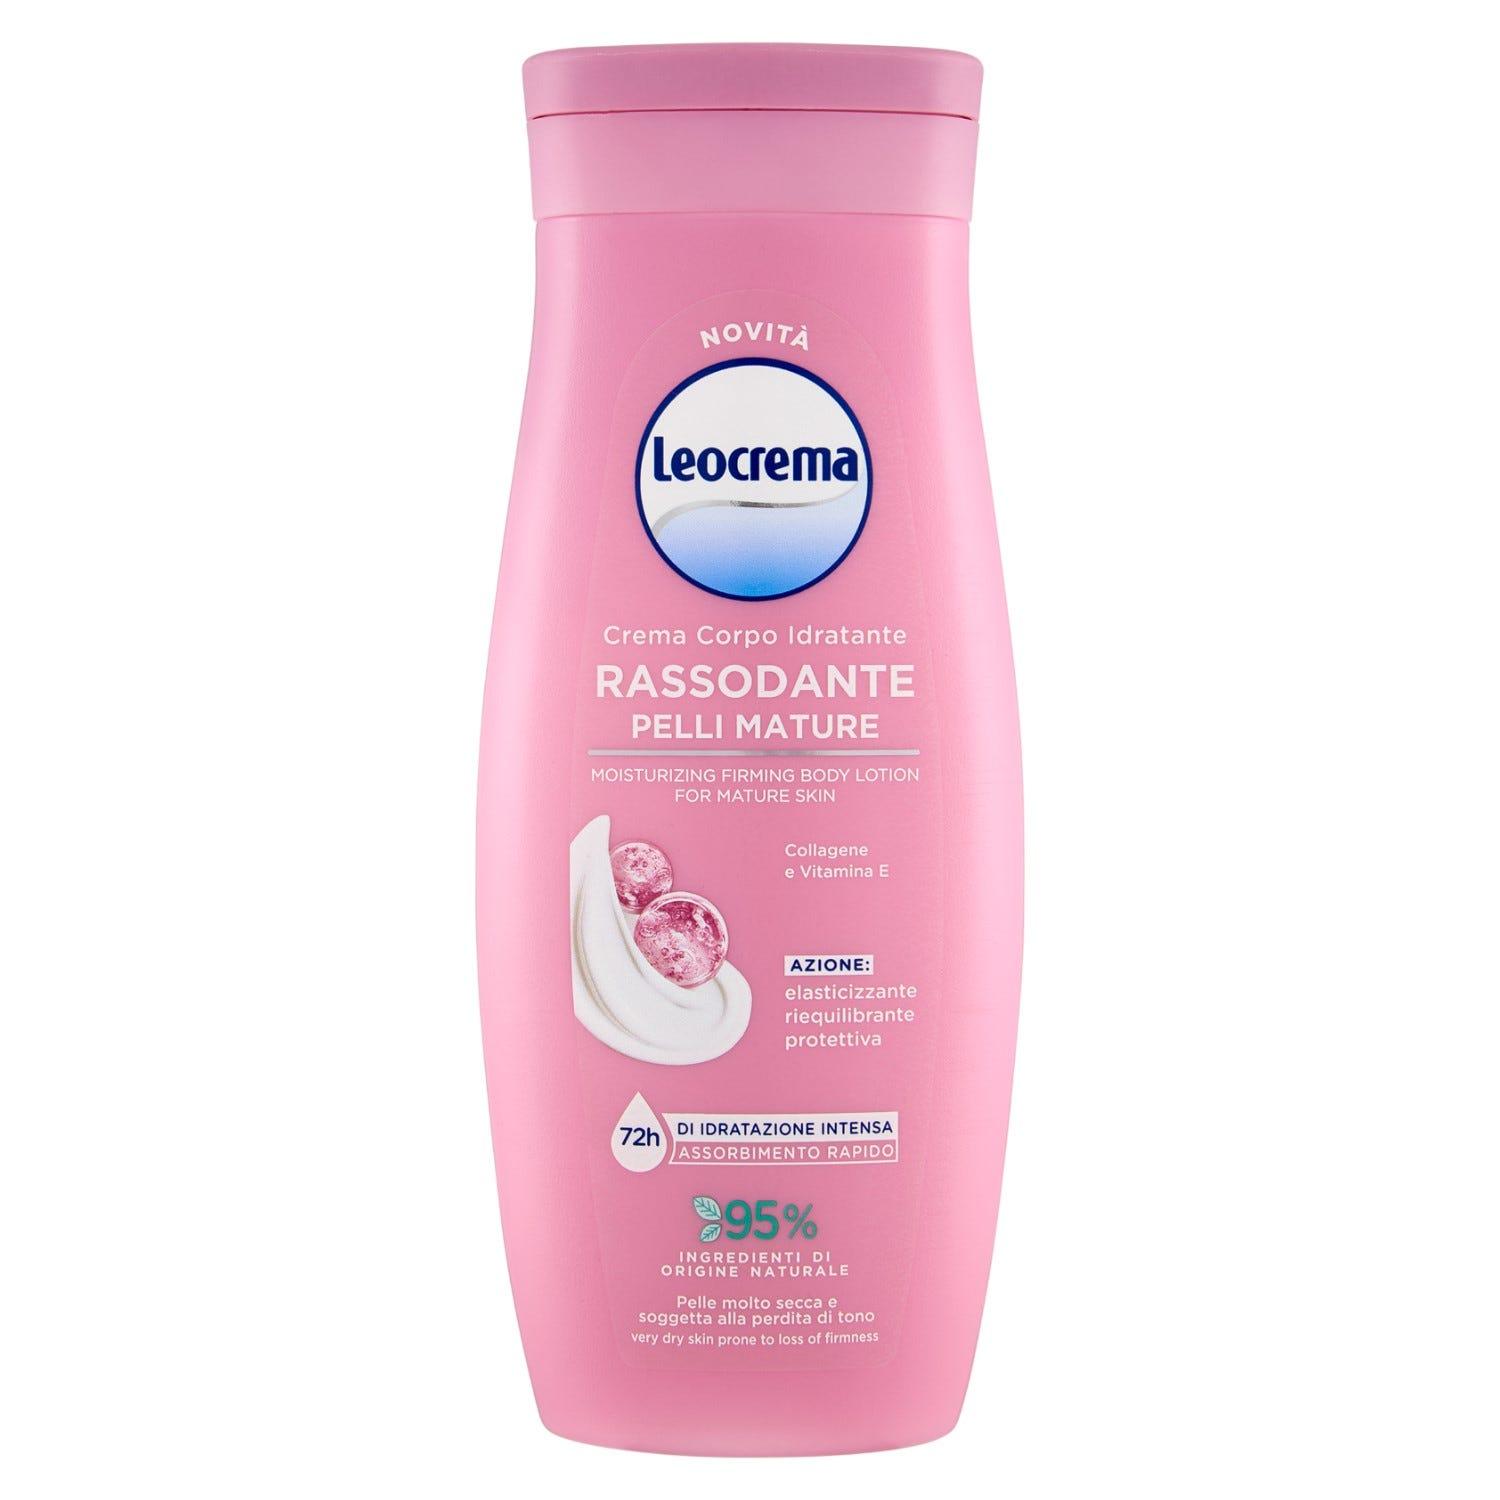 NOVITÀ
Leocrema
Crema Corpo Idratante
RASSODANTE
PELLI MATURE
MOISTURIZING FIRMING BODY LOTION
FOR MATURE SKIN
Collagene
e Vitamina E
AZIONE:
elasticizzante
riequilibrante
protettiva
72h
DI IDRATAZIONE INTENSA
ASSORBIMENTO RAPIDO
95%
INGREDIENTI DI
ORIGINE NATURALE
Pelle molto secca e
soggetta alla perdita di tono
very dry skin prone to loss of firmness